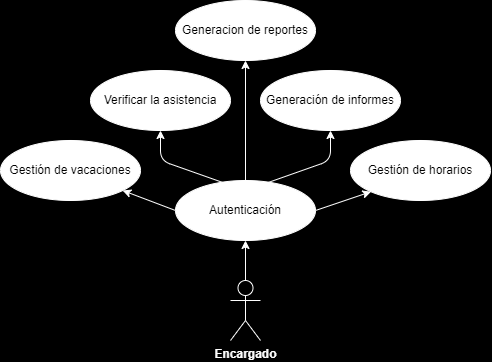 Generacion de reportes
Verificar la asistencia
Generación de informes
Gestión de vacaciones
Gestión de horarios
Autenticación
Encargado